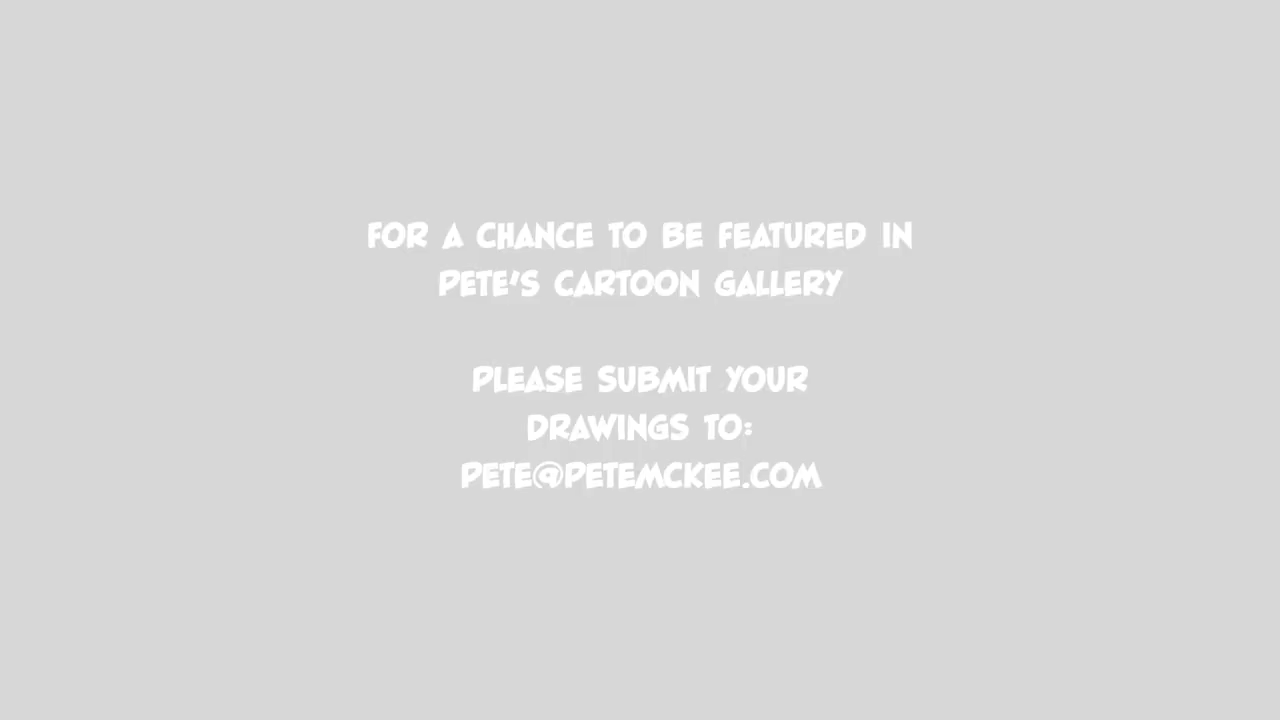 FOR A CHANCE TO BE FEATURED IN
PETE'S CARTOON GALLERY
PLEASE SUBMIT YOUR
DRAWINGS TO:
PETE@PETEMCKEE.COM